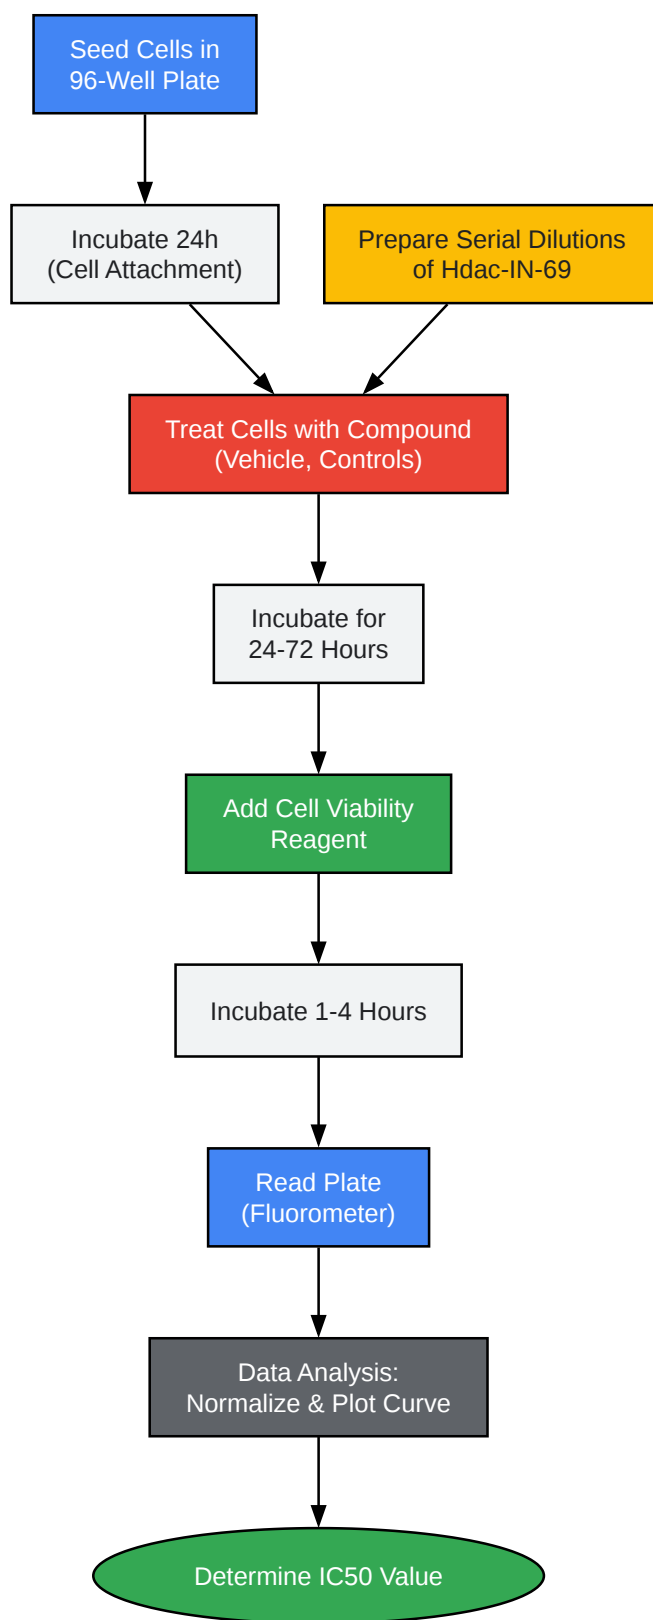 Seed Cells in
96-Well Plate
Incubate 24h
(Cell Attachment)
Prepare Serial Dilutions
of Hdac-IN-69
Treat Cells with Compound
(Vehicle, Controls)
Incubate for
24-72 Hours
Add Cell Viability
Reagent
Incubate 1-4 Hours
Read Plate
(Fluorometer)
Data Analysis:
Normalize & Plot Curve
Determine IC50 Value